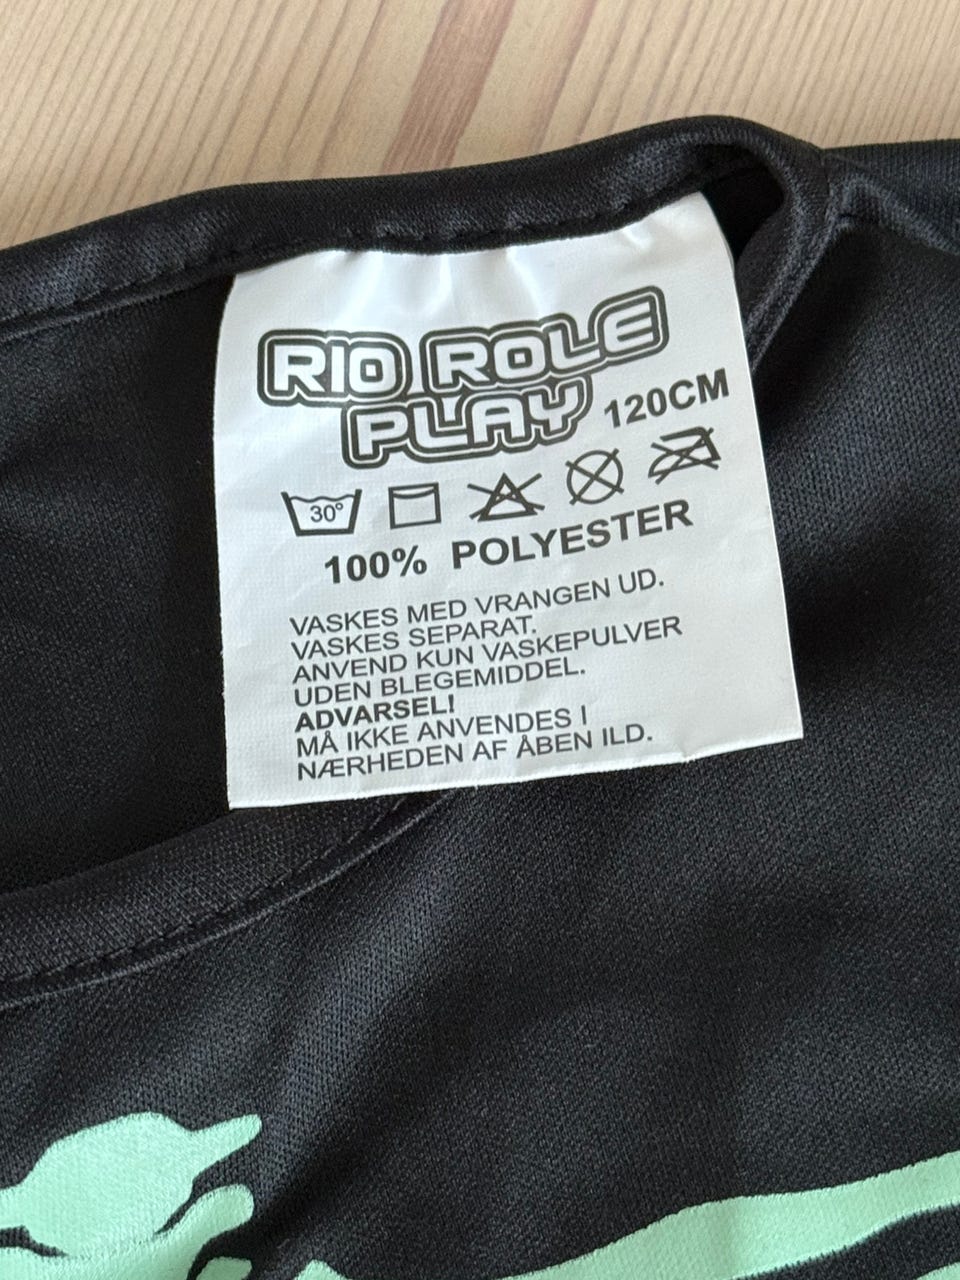 RIO ROLE
PLAY 120CM
30°
100% POLYESTER
VASKES MED VRANGEN UD.
VASKES SEPARAT.
ANVEND KUN VASKEPULVER
UDEN BLEGEMIDDEL.
ADVARSEL!
MÅ IKKE ANVENDES I
NÆRHEDEN AF ÅBEN ILD.